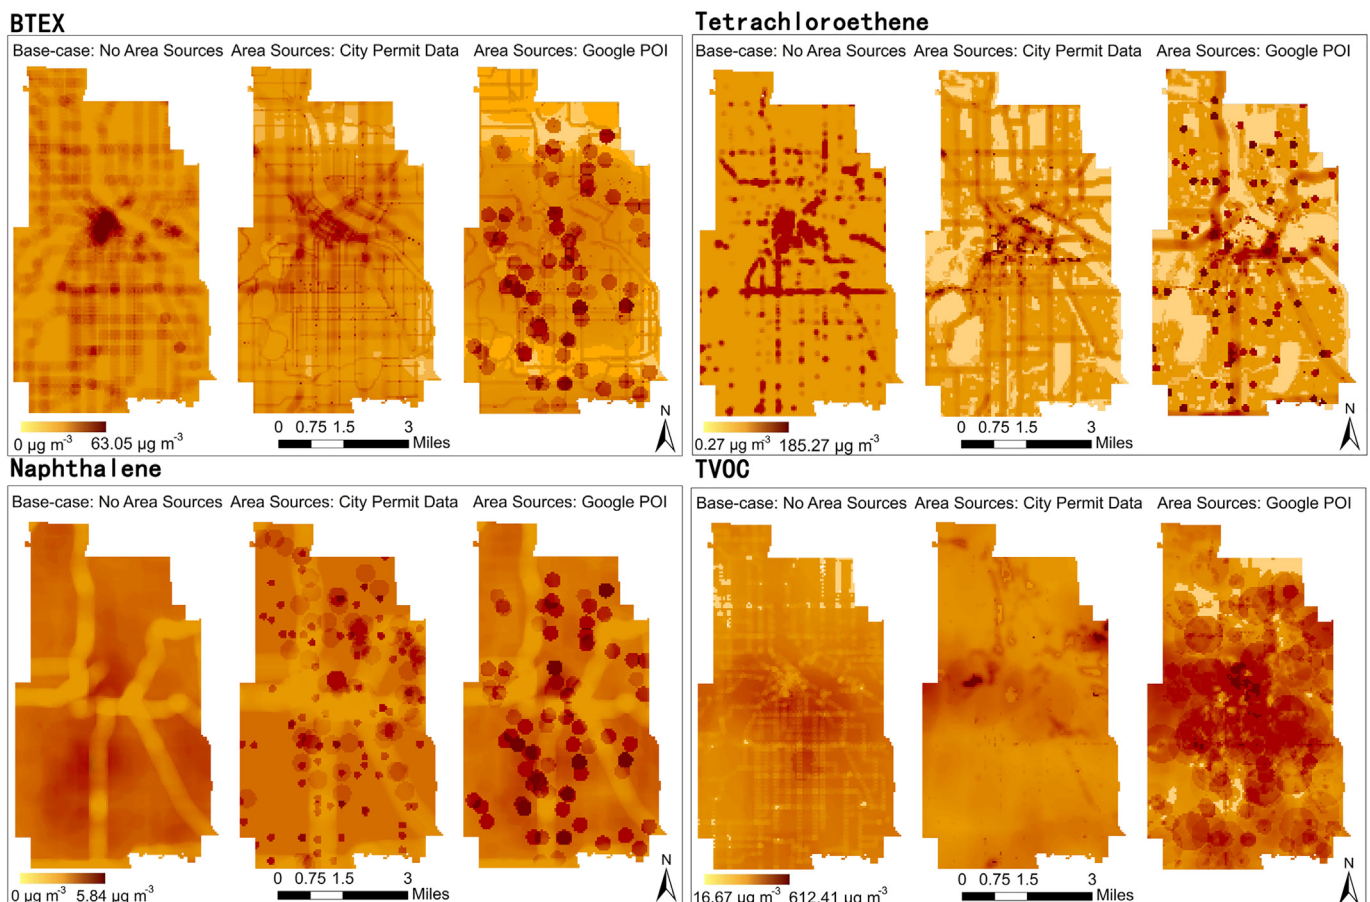 BTEX
Base-case: No Area Sources Area Sources: City Permit Data Area Sources: Google POI
0 µg m-3 63.05 µg m-3
0 0.75 1.5 3
Miles
N
Tetrachloroethene
Base-case: No Area Sources Area Sources: City Permit Data Area Sources: Google POI
0.27 µg m-3 185.27 µg m-3
0 0.75 1.5 3
Miles
N
Naphthalene
Base-case: No Area Sources Area Sources: City Permit Data Area Sources: Google POI
0 µg m-3 5.84 µg m-3
0 0.75 1.5 3
Miles
N
TVOC
Base-case: No Area Sources Area Sources: City Permit Data Area Sources: Google POI
16.67 µg m-3 612.41 µg m-3
0 0.75 1.5 3
Miles
N